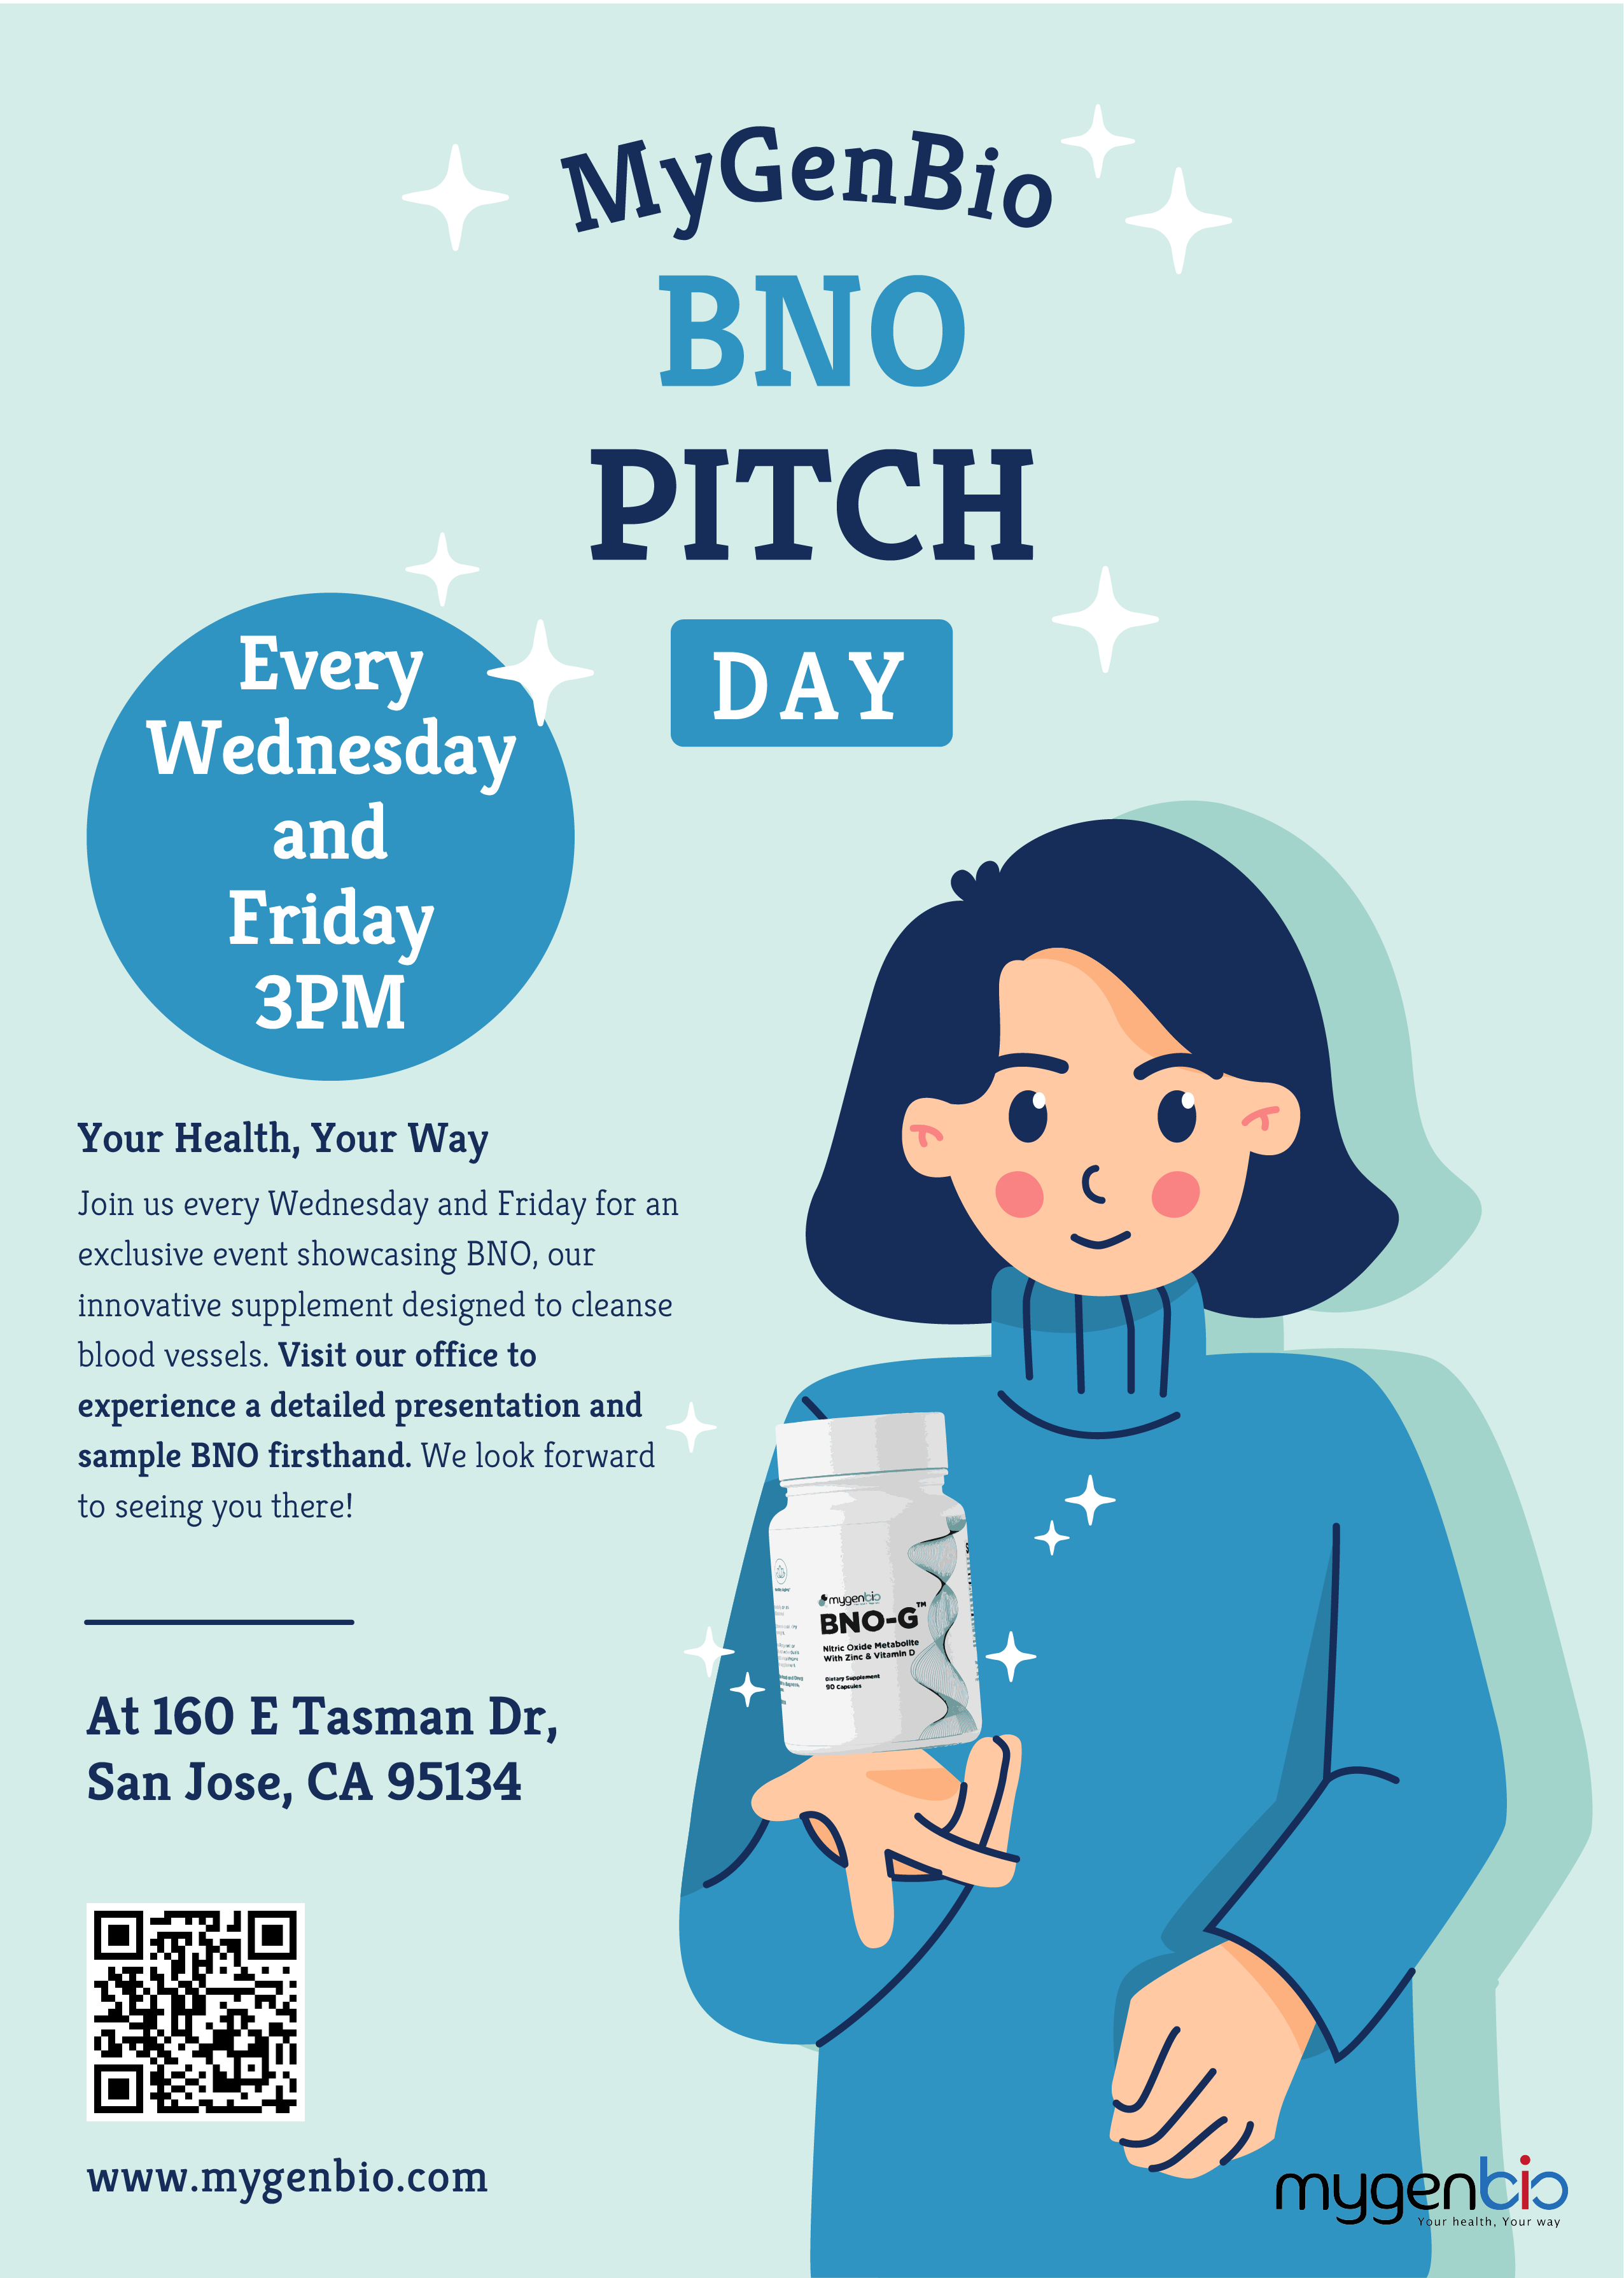 MyGenBio
BNO
PITCH
DAY
Every
Wednesday
and
Friday
3PM
Your Health, Your Way
Join us every Wednesday and Friday for an
exclusive event showcasing BNO, our
innovative supplement designed to cleanse
blood vessels. Visit our office to
experience a detailed presentation and
sample BNO firsthand. We look forward
to seeing you there!
mygenbio
BNO-G™
Nitric Oxide Metabolite
With Zinc & Vitamin D
Dietary Supplement
90 Capsules
At 160 E Tasman Dr,
San Jose, CA 95134
www.mygenbio.com
mygenbio
Your health, Your way